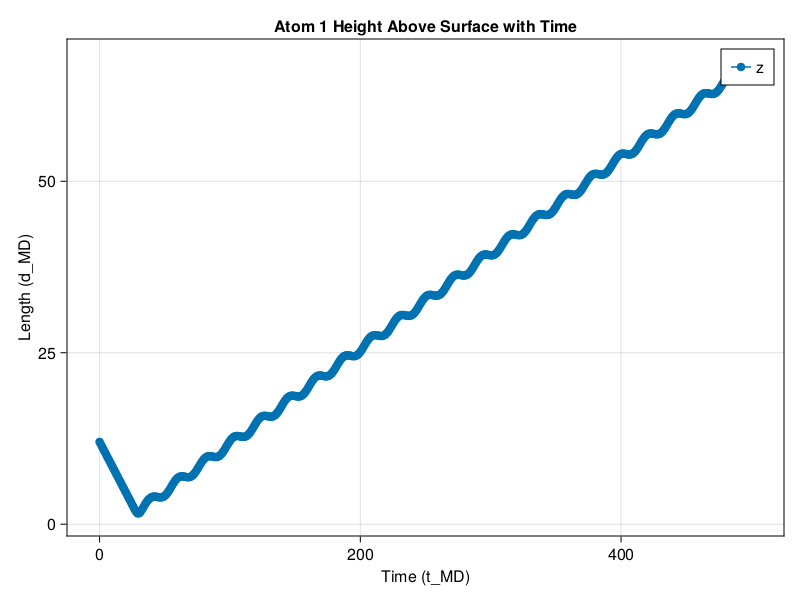 Atom 1 Height Above Surface with Time
z
50
25
0
Length (d_MD)
0 200 400
Time (t_MD)